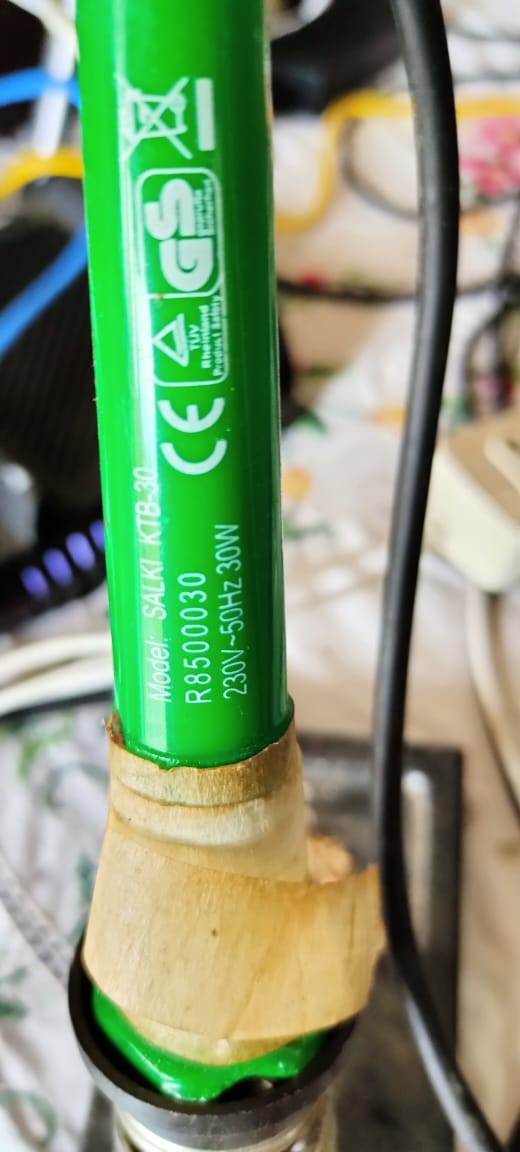 Model: SALKI KTB-30
R8500030
230V~50Hz 30W
CE
TÜV
Rheinland
Product Safety
GS